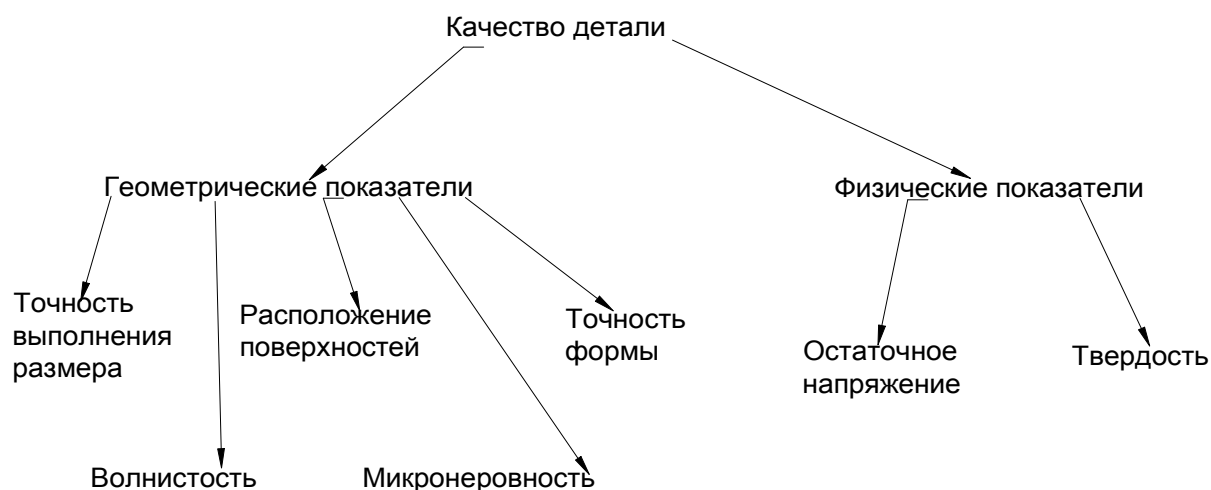 Качество детали
Геометрические показатели
Физические показатели
Точность
выполнения
размера
Расположение
поверхностей
Точность
формы
Остаточное
напряжение
Твердость
Волнистость
Микронеровность